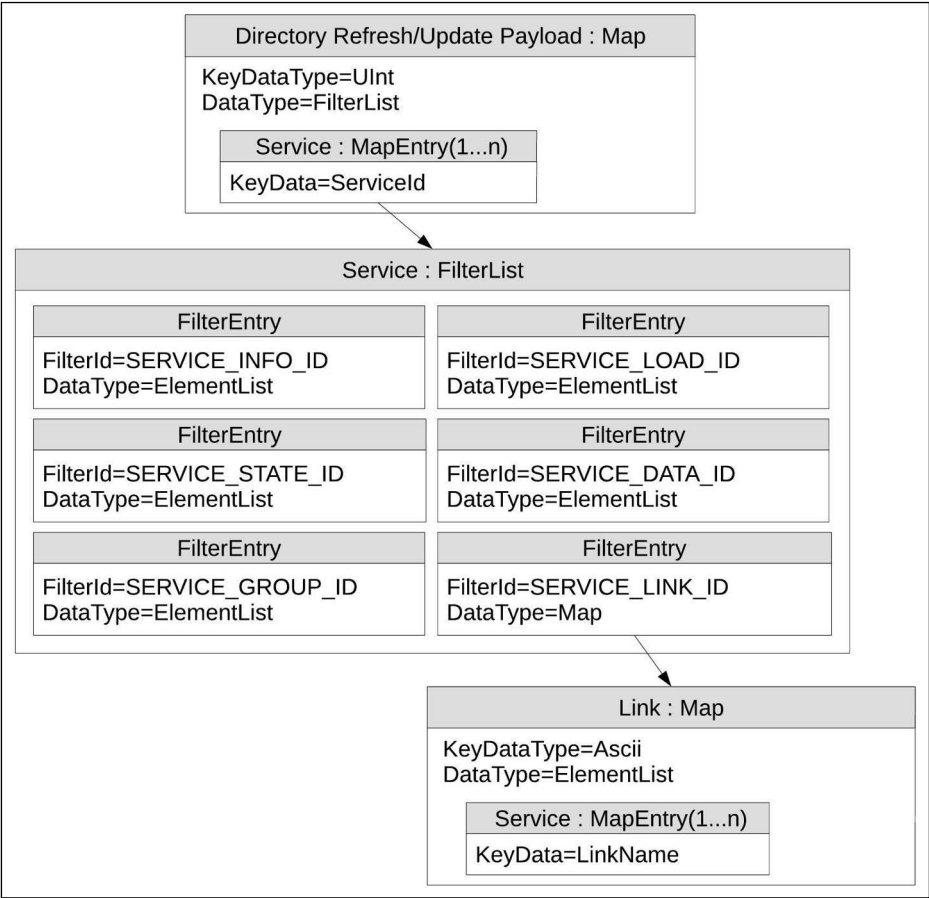 Directory Refresh/Update Payload : Map
KeyDataType=UInt
DataType=FilterList
Service : MapEntry(1...n)
KeyData=ServiceId
Service : FilterList
FilterEntry
FilterId=SERVICE_INFO_ID
DataType=ElementList
FilterEntry
FilterId=SERVICE_LOAD_ID
DataType=ElementList
FilterEntry
FilterId=SERVICE_STATE_ID
DataType=ElementList
FilterEntry
FilterId=SERVICE_DATA_ID
DataType=ElementList
FilterEntry
FilterId=SERVICE_GROUP_ID
DataType=ElementList
FilterEntry
FilterId=SERVICE_LINK_ID
DataType=Map
Link : Map
KeyDataType=Ascii
DataType=ElementList
Service : MapEntry(1...n)
KeyData=LinkName